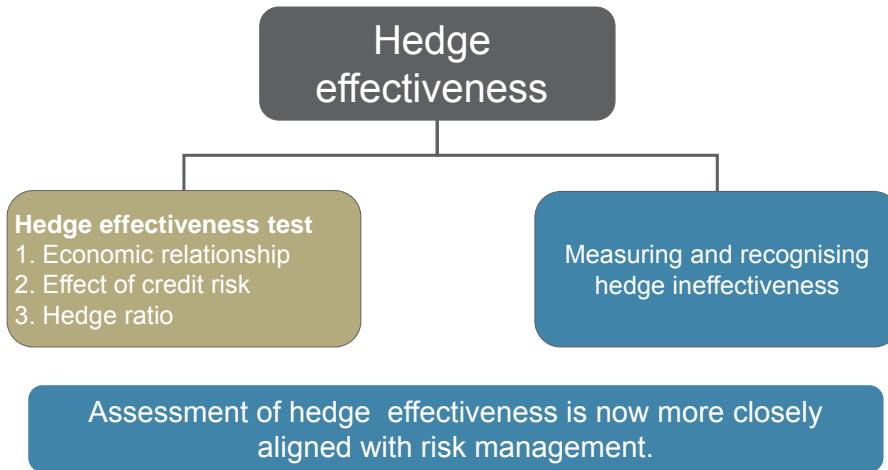 Hedge
effectiveness
Hedge effectiveness test
1. Economic relationship
2. Effect of credit risk
3. Hedge ratio
Measuring and recognising
hedge ineffectiveness
Assessment of hedge  effectiveness is now more closely
aligned with risk management.